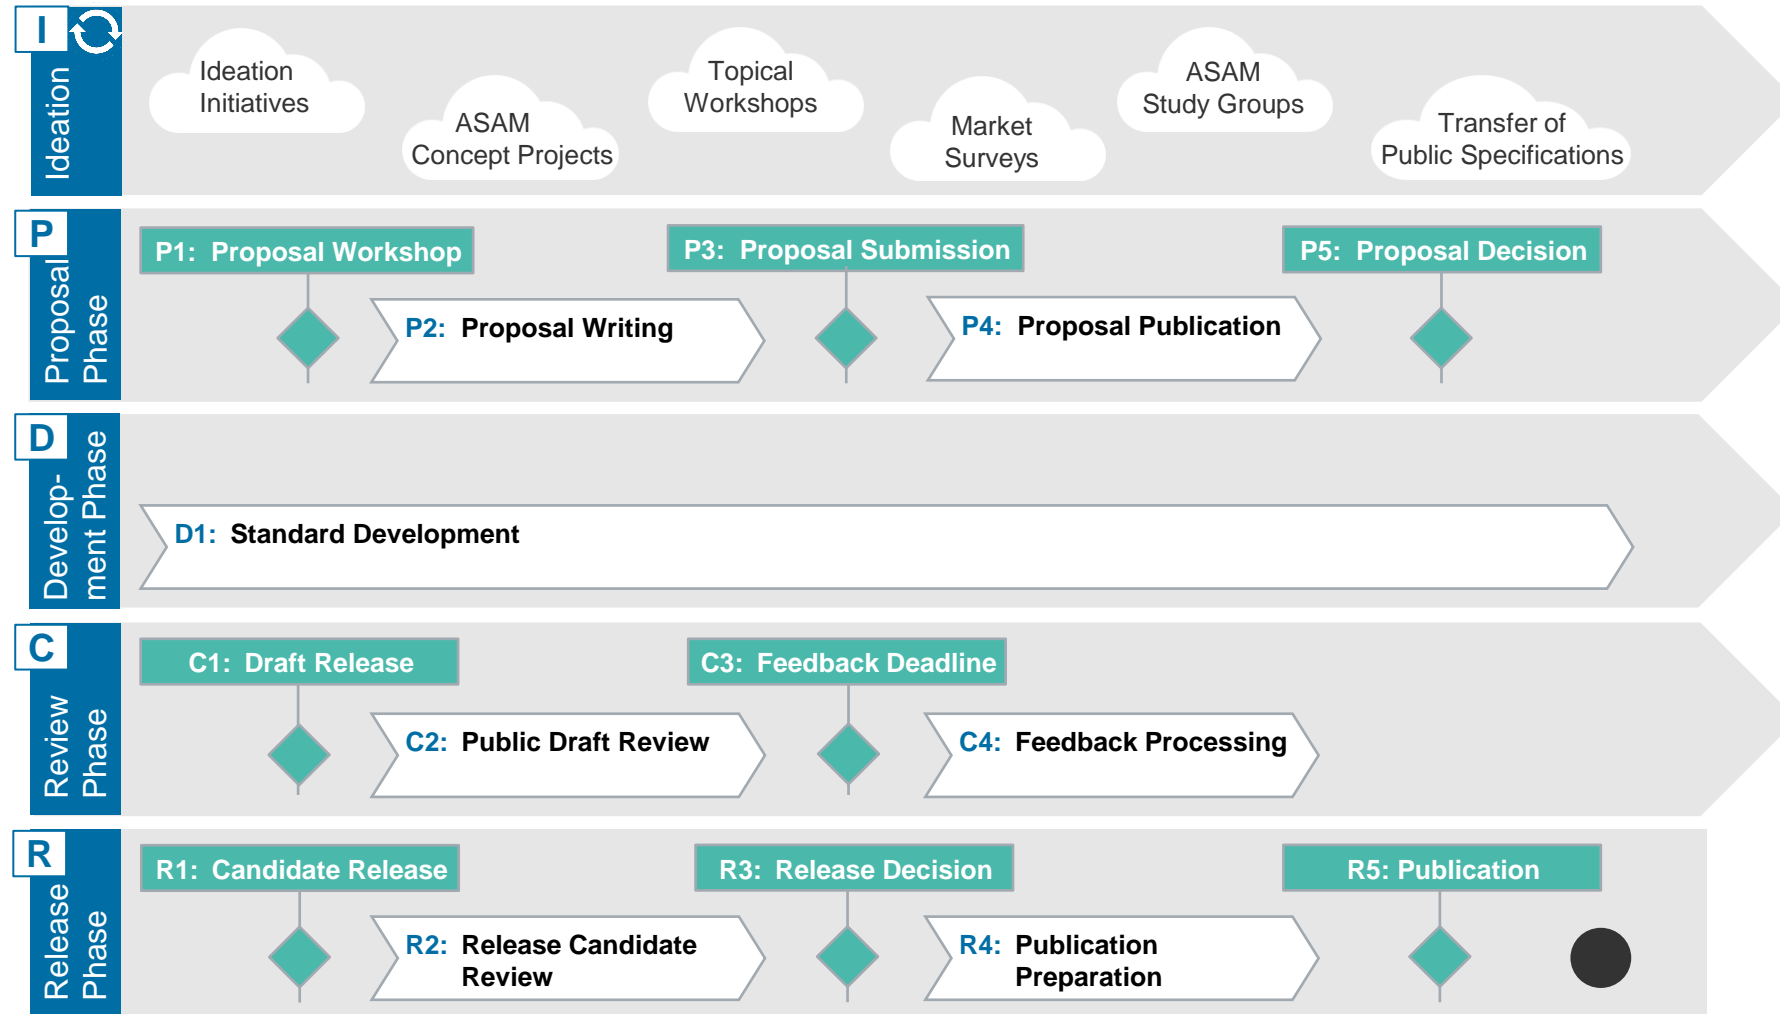 I
Ideation
Ideation
Initiatives
ASAM
Concept Projects
Topical
Workshops
Market
Surveys
ASAM
Study Groups
Transfer of
Public Specifications
P
Proposal
Phase
P1: Proposal Workshop
P3: Proposal Submission
P5: Proposal Decision
P2: Proposal Writing
P4: Proposal Publication
D
Develop-
ment Phase
D1: Standard Development
C
Review
Phase
C1: Draft Release
C3: Feedback Deadline
C2: Public Draft Review
C4: Feedback Processing
R
Release
Phase
R1: Candidate Release
R3: Release Decision
R5: Publication
R2: Release Candidate
Review
R4: Publication
Preparation